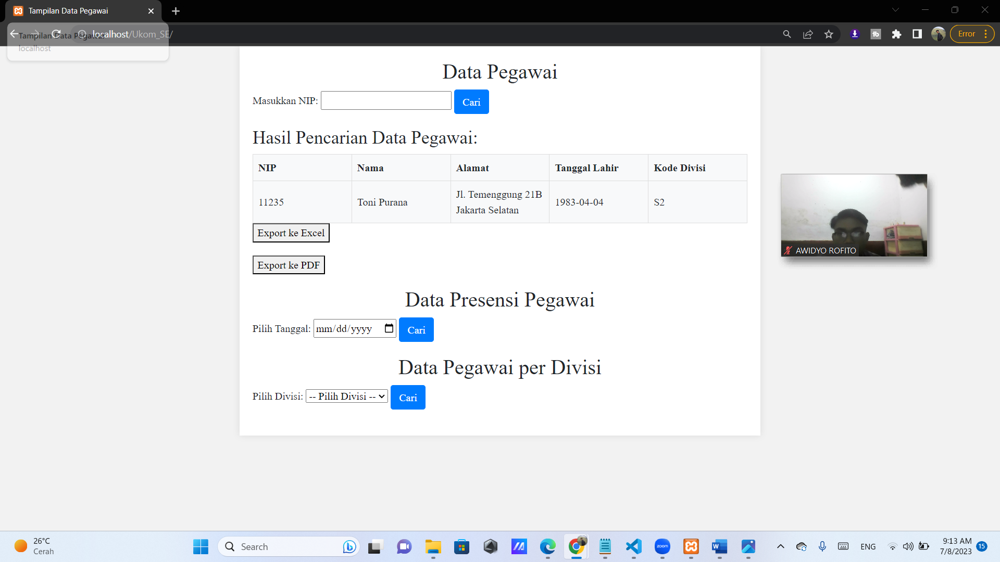 Tampilan Data Pegawai
localhost/Ukom_SE/
Error
Tampilan Data Pegawai
localhost
Data Pegawai
Masukkan NIP:
Cari
Hasil Pencarian Data Pegawai:
NIP Nama Alamat Tanggal Lahir Kode Divisi
11235 Toni Purana Jl. Temenggung 21B Jakarta Selatan 1983-04-04 S2
Export ke Excel
Export ke PDF
AWIDYO ROFITO
Data Presensi Pegawai
Pilih Tanggal: mm/dd/yyyy Cari
Data Pegawai per Divisi
Pilih Divisi: -- Pilih Divisi -- Cari
26°C
Cerah
Search
zoom
ENG
9:13 AM
7/8/2023
15